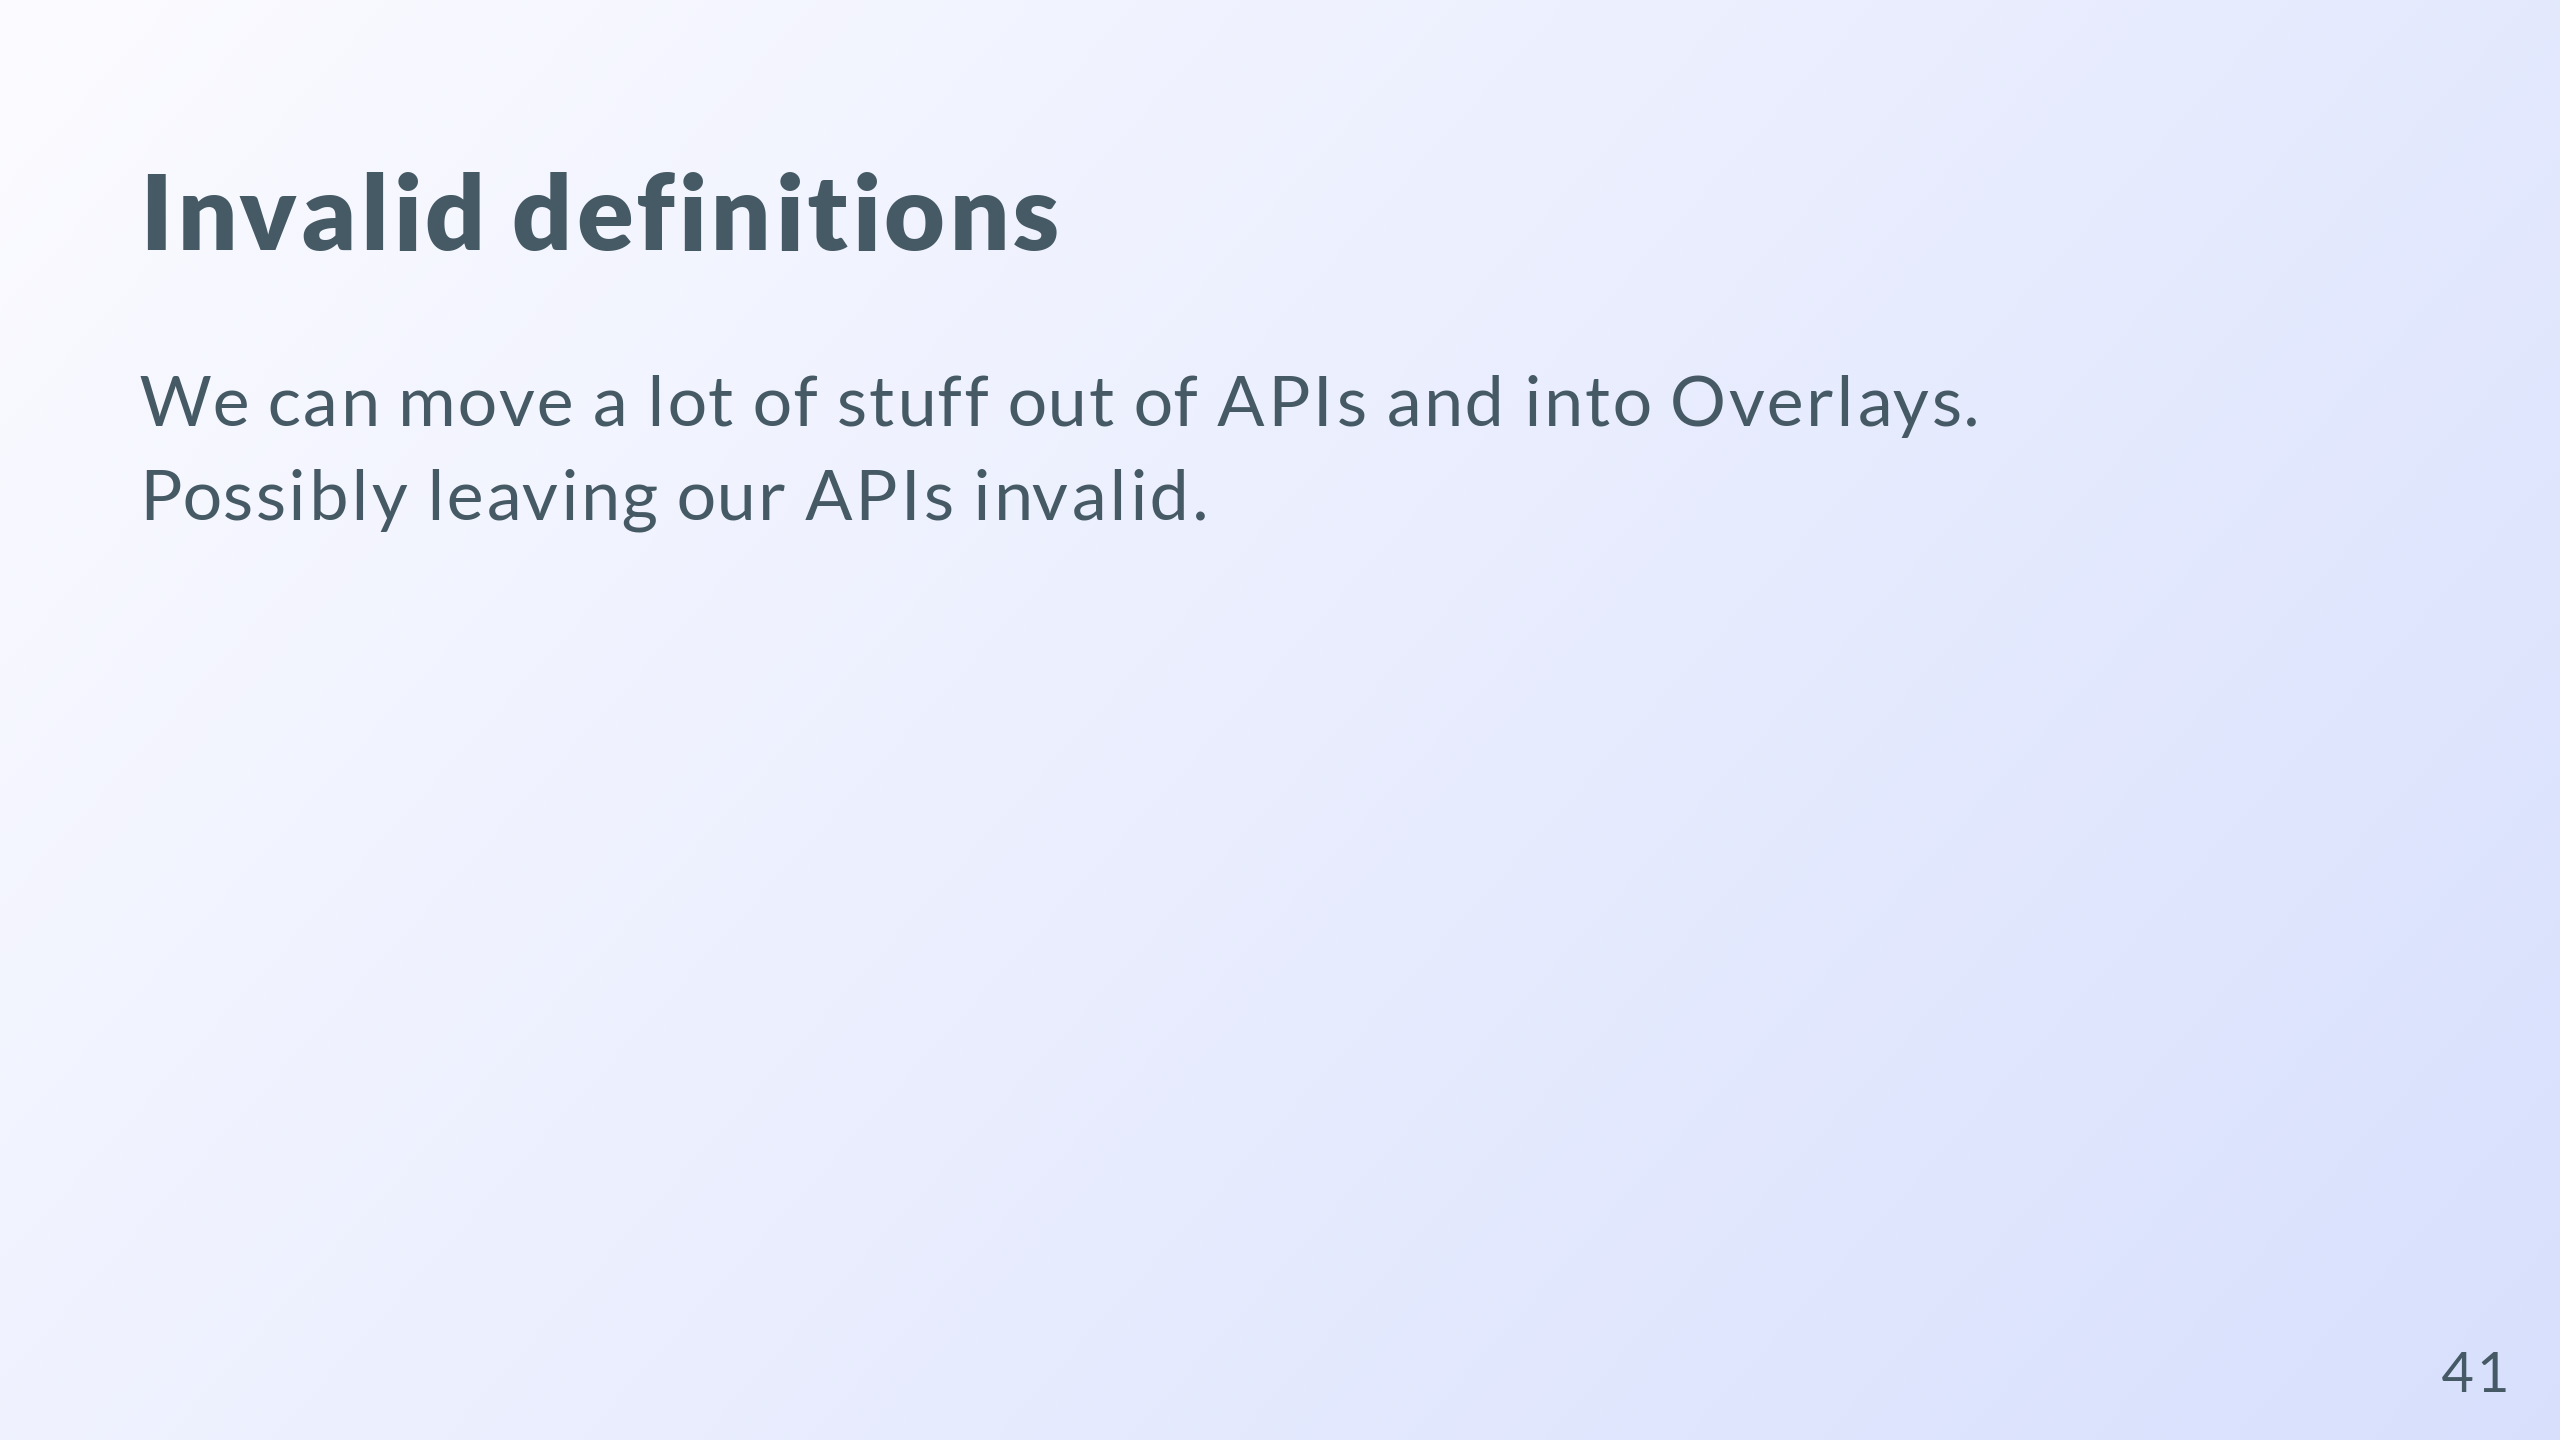 Invalid definitions
We can move a lot of stuff out of APIs and into Overlays.
Possibly leaving our APIs invalid.
41